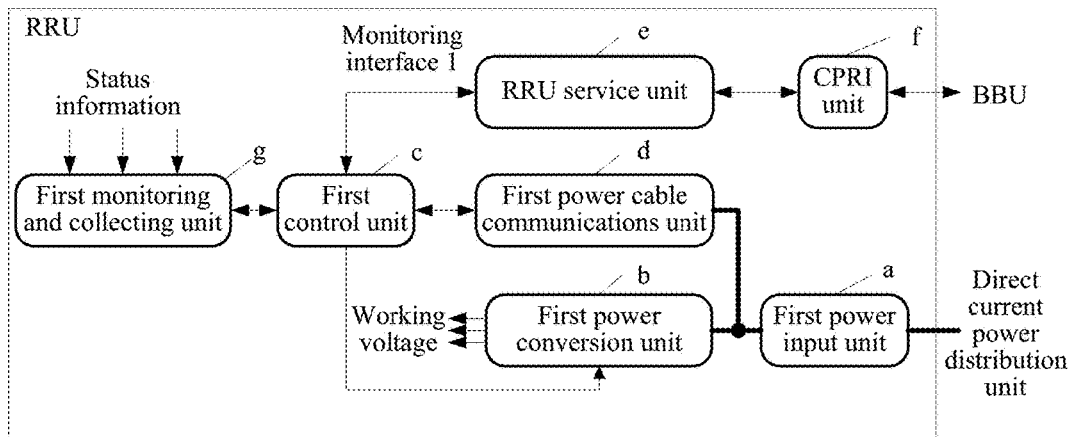 RRU
Monitoring
interface 1
e
f
RRU service unit
CPRI
unit
BBU
Status
information
g
c
d
First monitoring
and collecting unit
First
control unit
First power cable
communications unit
b
a
Working
voltage
First power
conversion unit
First power
input unit
Direct
current
power
distribution
unit